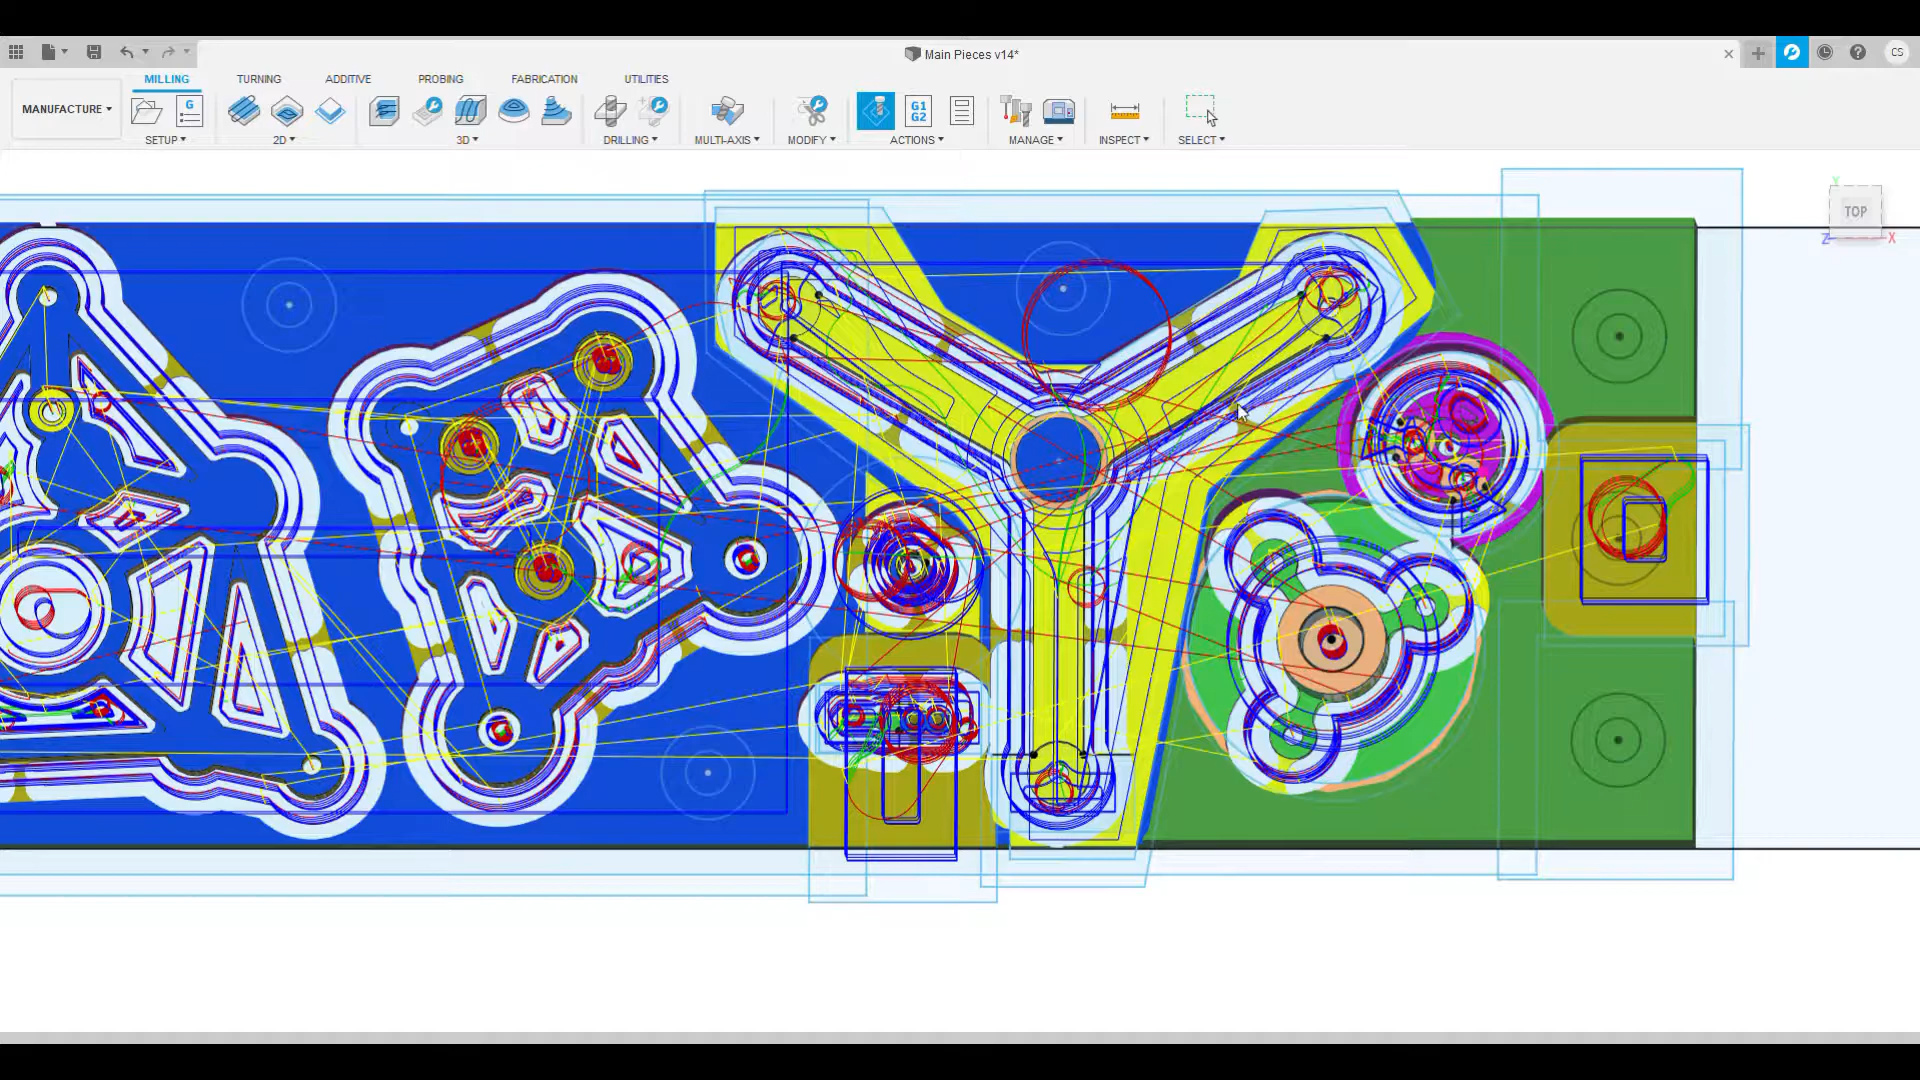 Main Pieces v14*
CS
MILLING TURNING ADDITIVE PROBING FABRICATION UTILITIES
MANUFACTURE
G
G1
G2
SETUP 2D 3D DRILLING MULTI-AXIS MODIFY ACTIONS MANAGE INSPECT SELECT
Y
TOP
Z X